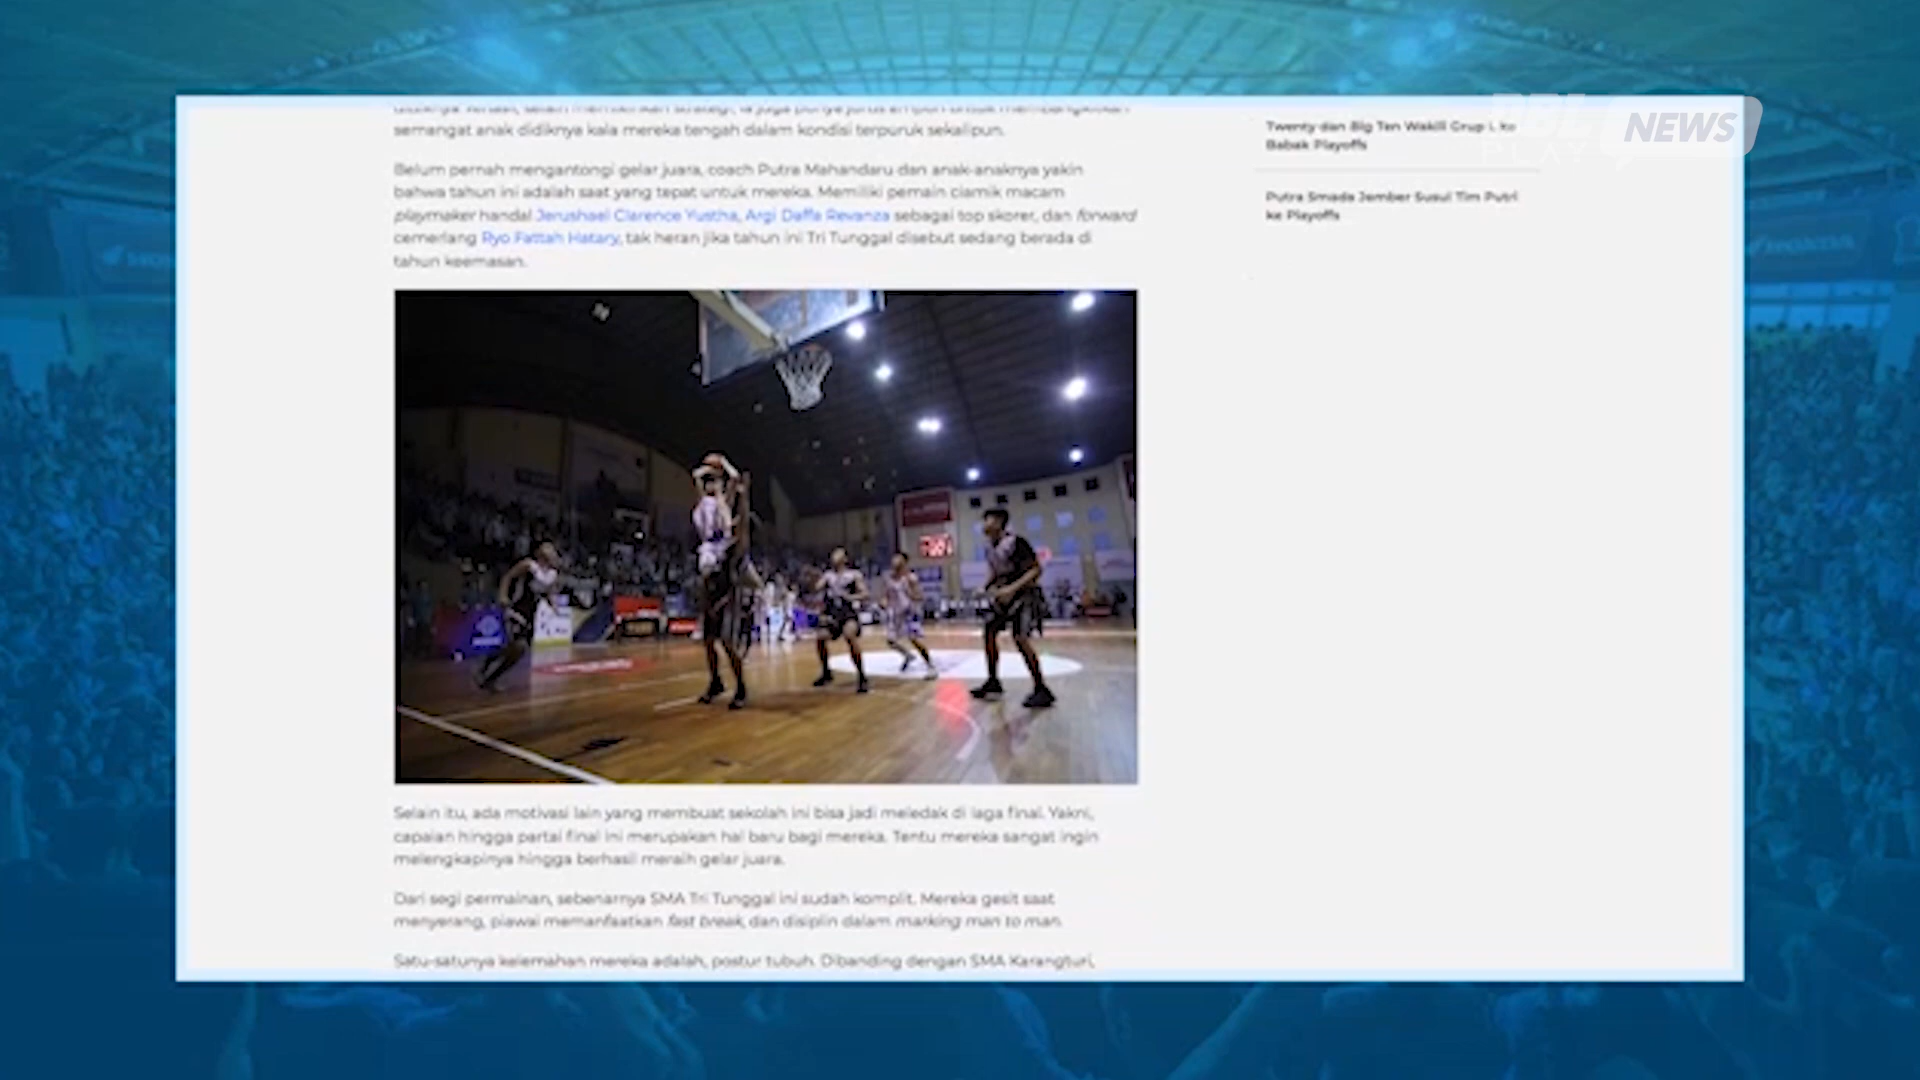 semangat anak didiknya kala mereka tengah dalam kondisi terpuruk sekalipun.
Belum pernah mengantongi gelar juara, coach Putra Mahandaru dan anak-anaknya yakin
bahwa tahun ini adalah saat yang tepat untuk mereka. Memiliki pemain ciamik macam
playmaker handal Jerushael Clarence Yustha, Argi Daffa Revanza sebagai top skorer, dan forward
cemerlang Ryo Fattah Hatary, tak heran jika tahun ini Tri Tunggal disebut sedang berada di
tahun keemasan.
Selain itu, ada motivasi lain yang membuat sekolah ini bisa jadi meledak di laga final. Yakni,
capaian hingga partai final ini merupakan hal baru bagi mereka. Tentu mereka sangat ingin
melengkapinya hingga berhasil meraih gelar juara.
Dari segi permainan, sebenarnya SMA Tri Tunggal ini sudah komplit. Mereka gesit saat
menyerang, piawai memanfaatkan fast break, dan disiplin dalam marking man to man.
Satu-satunya kelemahan mereka adalah, postur tubuh. Dibanding dengan SMA Karangturi,
Twenty dan Big Ten Wakili Grup L ke
Babak Playoffs
Putra Smada Jember Susul Tim Putri
ke Playoffs
DBL
PLAY
NEWS